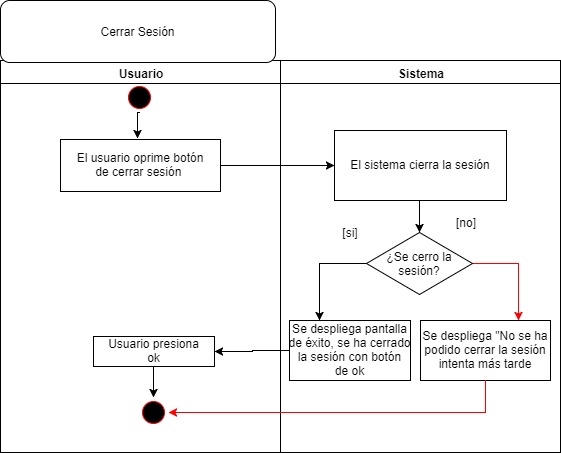 Cerrar Sesión
Usuario
Sistema
El usuario oprime botón
de cerrar sesión
El sistema cierra la sesión
[si]
[no]
¿Se cerro la
sesión?
Se despliega pantalla
de éxito, se ha cerrado
la sesión con botón
de ok
Se despliega "No se ha
podido cerrar la sesión
intenta más tarde
Usuario presiona
ok